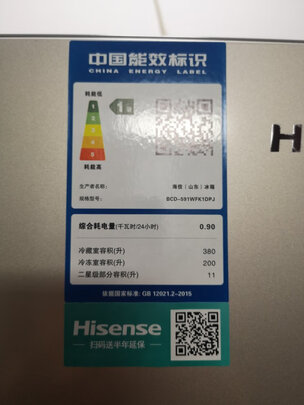 中国能效标识
CHINA ENERGY LABEL
耗能低
1
2
3
4
5
1级
耗能高
生产者名称： 海信（山东）冰箱
规格型号： BCD-591WFK1DPJ
综合耗电量(千瓦时/24小时) 0.90
冷藏室容积(升) 380
冷冻室容积(升) 200
二星级部分容积(升) 11
依据国家标准: GB 12021.2-2015
Hisense
扫码送半年延保
H